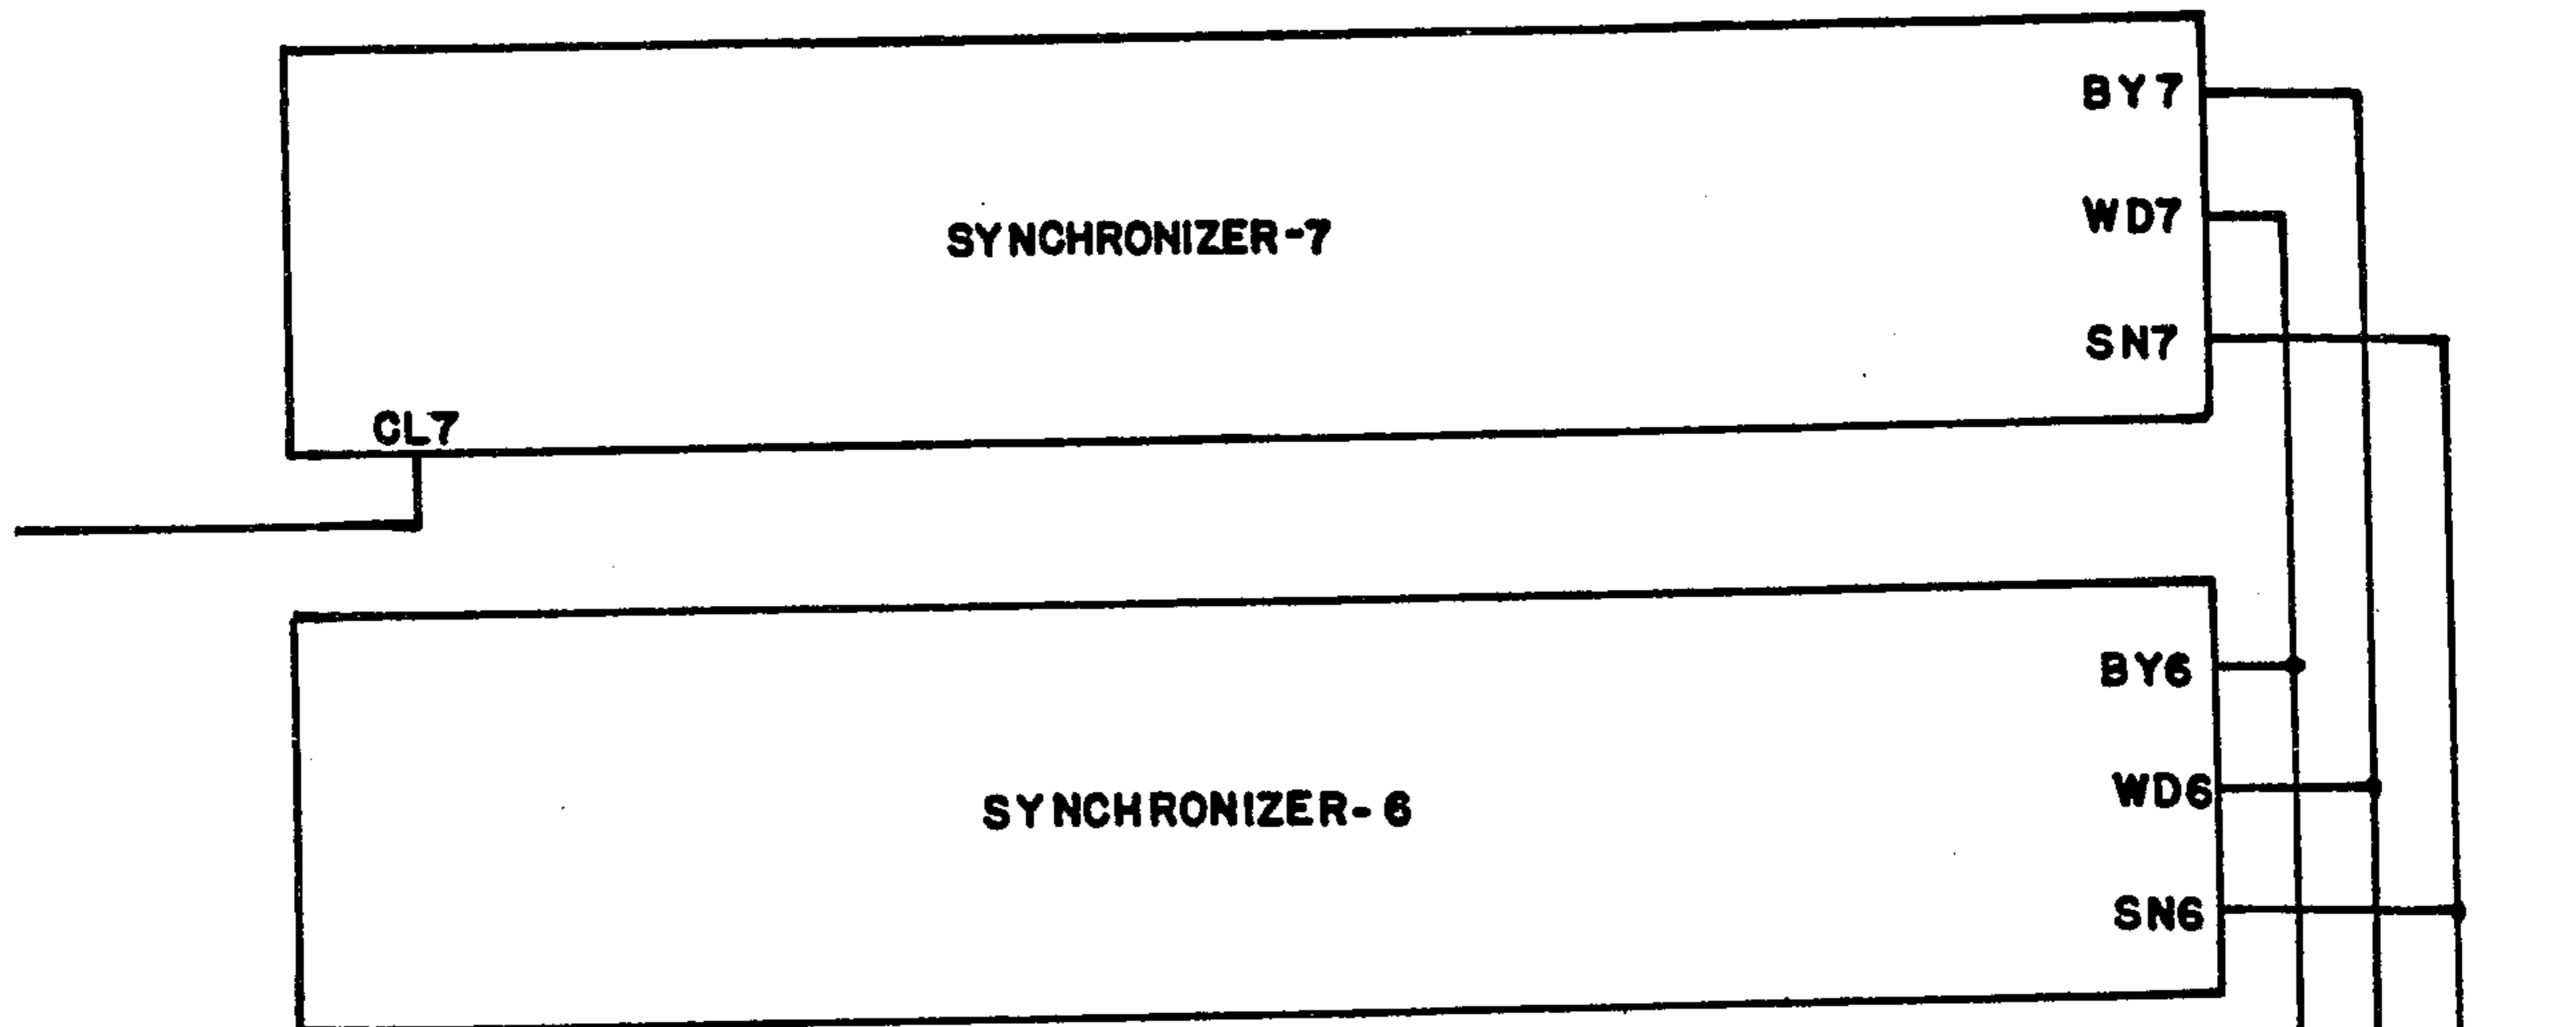 BY7
WD7
SYNCHRONIZER-7
SN7
CL7
BY6
WD6
SYNCHRONIZER-6
SN6